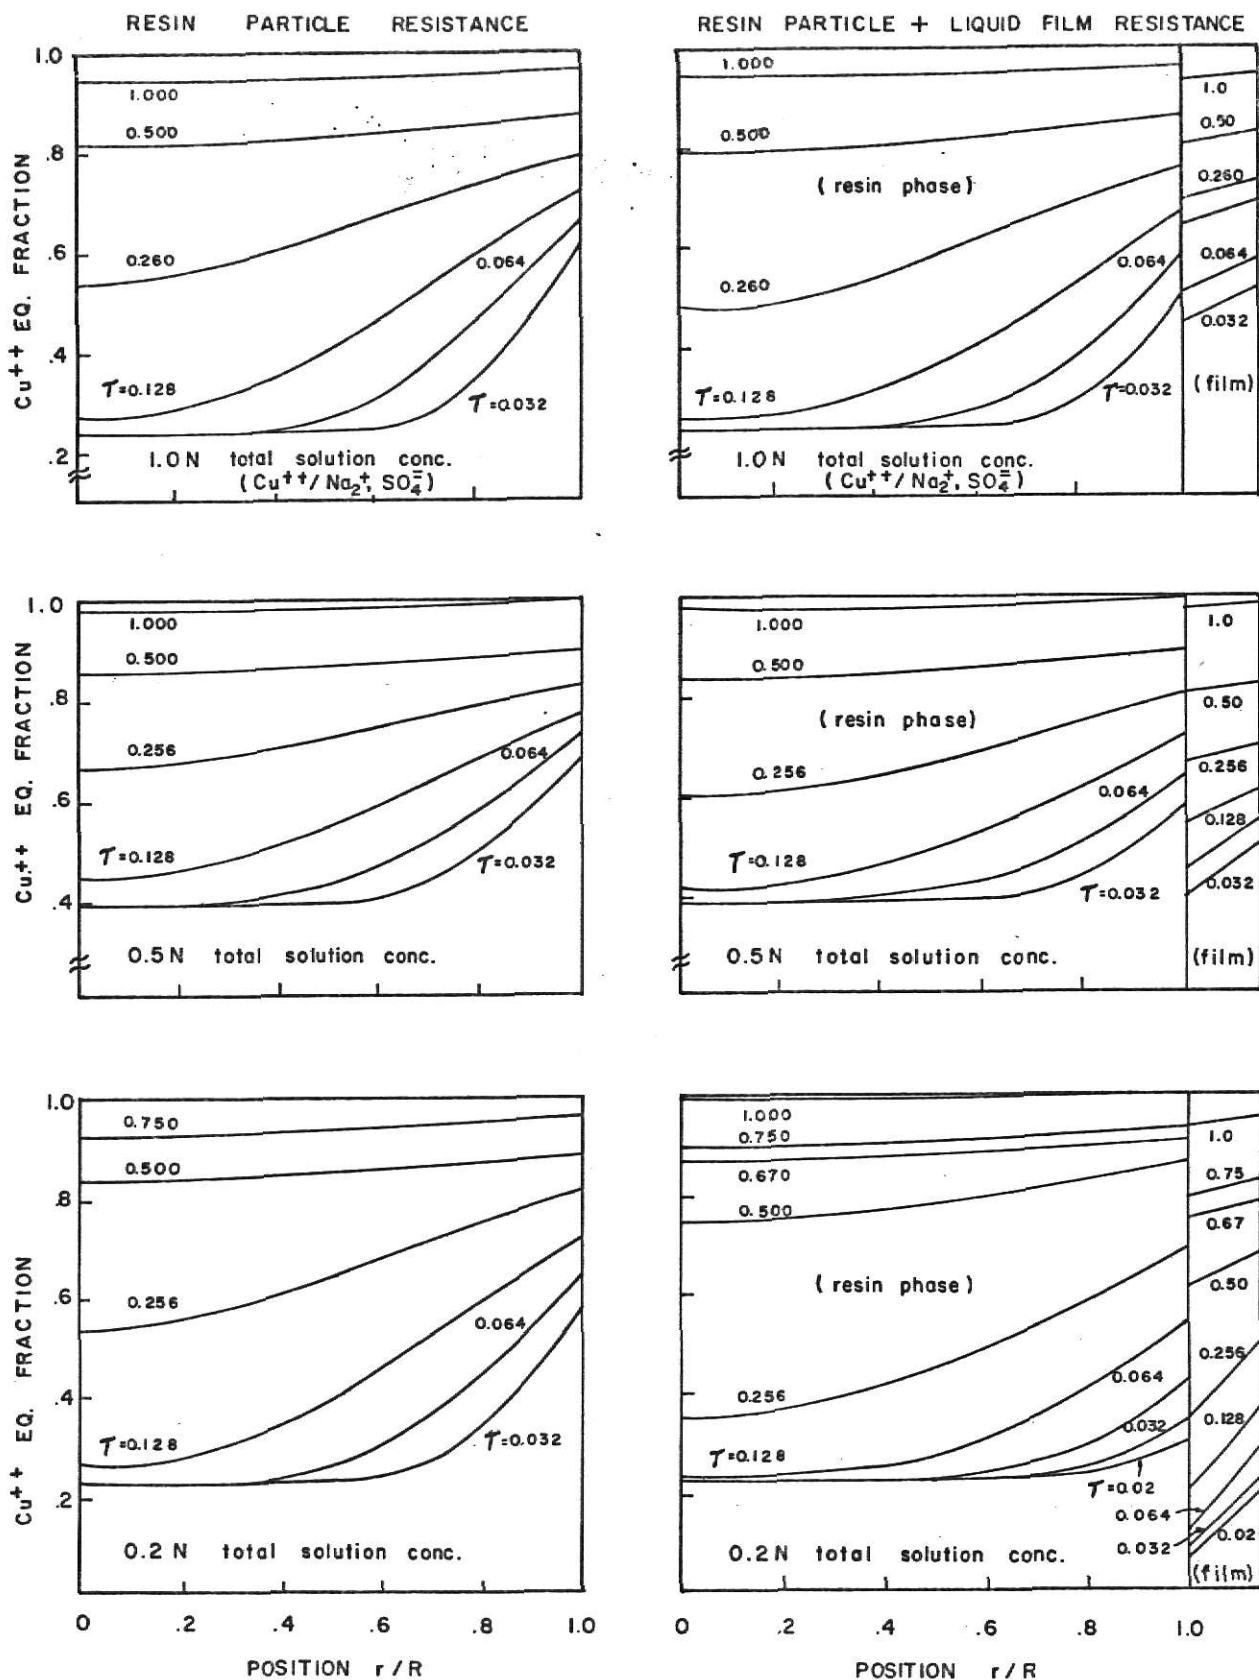 RESIN PARTICLE RESISTANCE
RESIN PARTICLE + LIQUID FILM RESISTANCE
Cu++ EQ. FRACTION
1.0
.8
.6
.4
.2
1.000
0.500
0.260
0.064
τ=0.128
τ=0.032
1.0N total solution conc.
(Cu++/Na2+, SO4=)
1.000
0.500
(resin phase)
0.260
0.064
τ=0.128
τ=0.032
1.0N total solution conc.
(Cu++/Na2+, SO4=)
1.0
0.50
0.260
0.064
0.032
(film)
Cu++ EQ. FRACTION
1.0
.8
.6
.4
1.000
0.500
0.256
0.064
τ=0.128
τ=0.032
0.5N total solution conc.
1.000
0.500
(resin phase)
0.256
0.064
τ=0.128
τ=0.032
0.5N total solution conc.
1.0
0.50
0.256
0.128
0.032
(film)
Cu++ EQ. FRACTION
1.0
.8
.6
.4
.2
0.750
0.500
0.256
0.064
τ=0.128
τ=0.032
0.2N total solution conc.
0 .2 .4 .6 .8 1.0
POSITION r/R
1.000
0.750
0.670
0.500
(resin phase)
0.256
0.064
0.032
τ=0.128
τ=0.02
0.2N total solution conc.
1.0
0.75
0.67
0.50
0.256
0.128
0.064
0.032
0.02
(film)
0 .2 .4 .6 .8 1.0
POSITION r/R